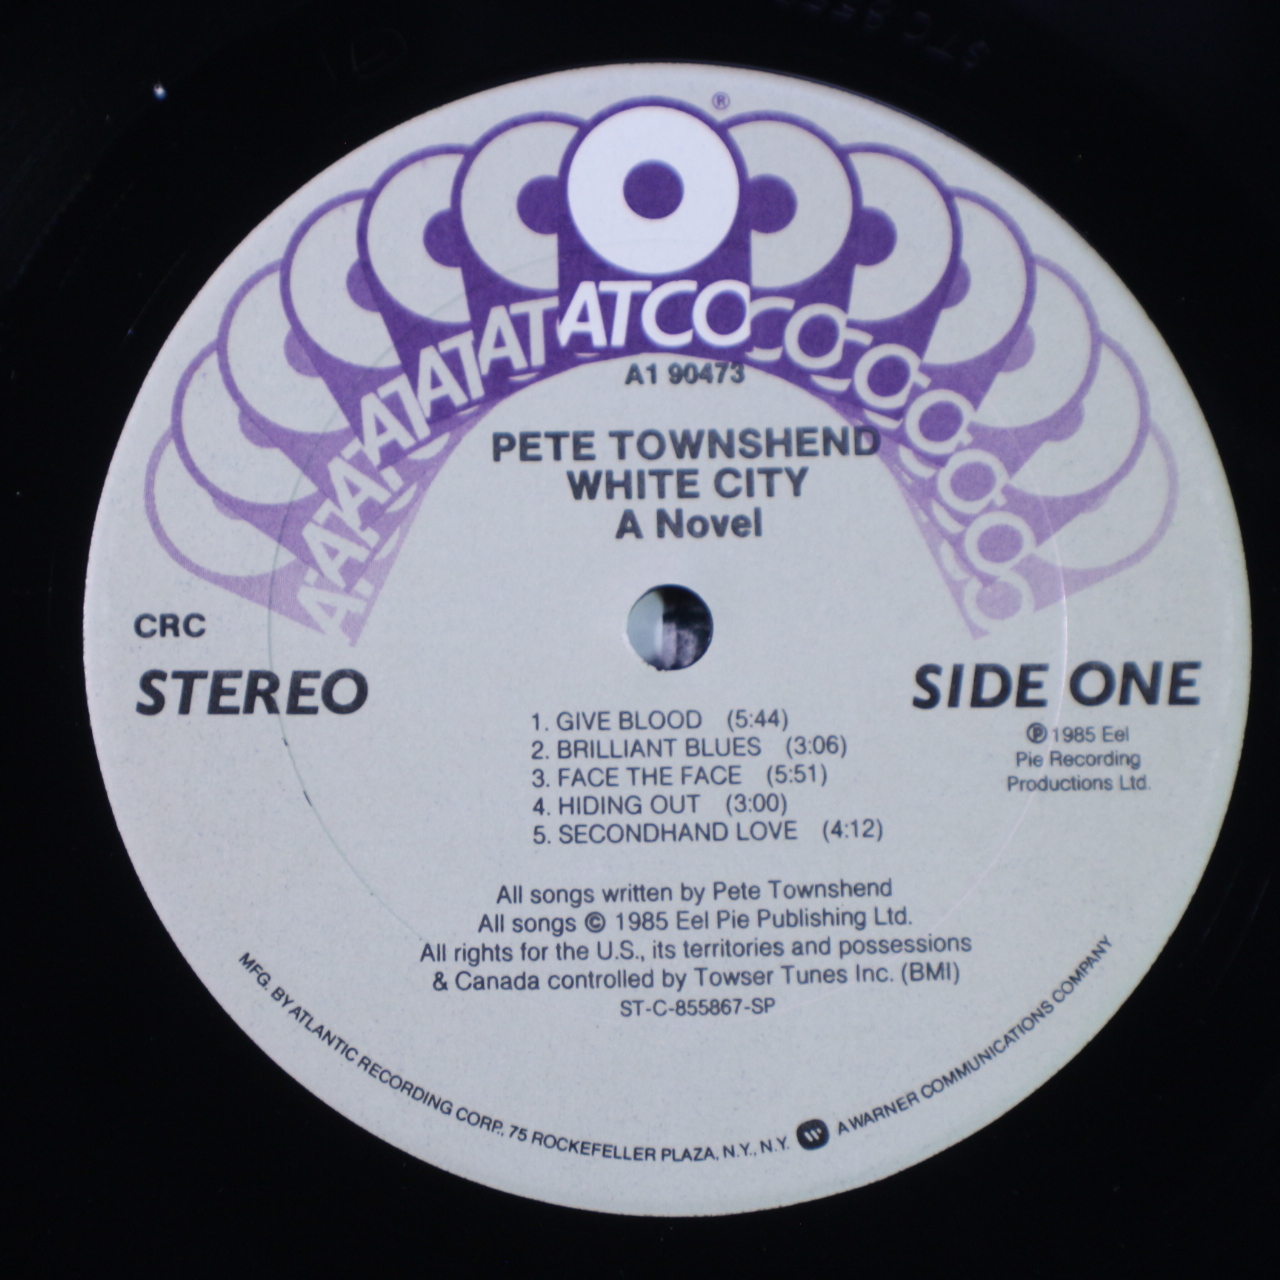 ®
ATCO
A1 90473
PETE TOWNSHEND
WHITE CITY
A Novel
CRC
STEREO
SIDE ONE
℗ 1985 Eel
Pie Recording
Productions Ltd.
1. GIVE BLOOD (5:44)
2. BRILLIANT BLUES (3:06)
3. FACE THE FACE (5:51)
4. HIDING OUT (3:00)
5. SECONDHAND LOVE (4:12)
All songs written by Pete Townshend
All songs © 1985 Eel Pie Publishing Ltd.
All rights for the U.S., its territories and possessions
& Canada controlled by Towser Tunes Inc. (BMI)
ST-C-855867-SP
MFG. BY ATLANTIC RECORDING CORP., 75 ROCKEFELLER PLAZA, N.Y., N.Y. A WARNER COMMUNICATIONS COMPANY